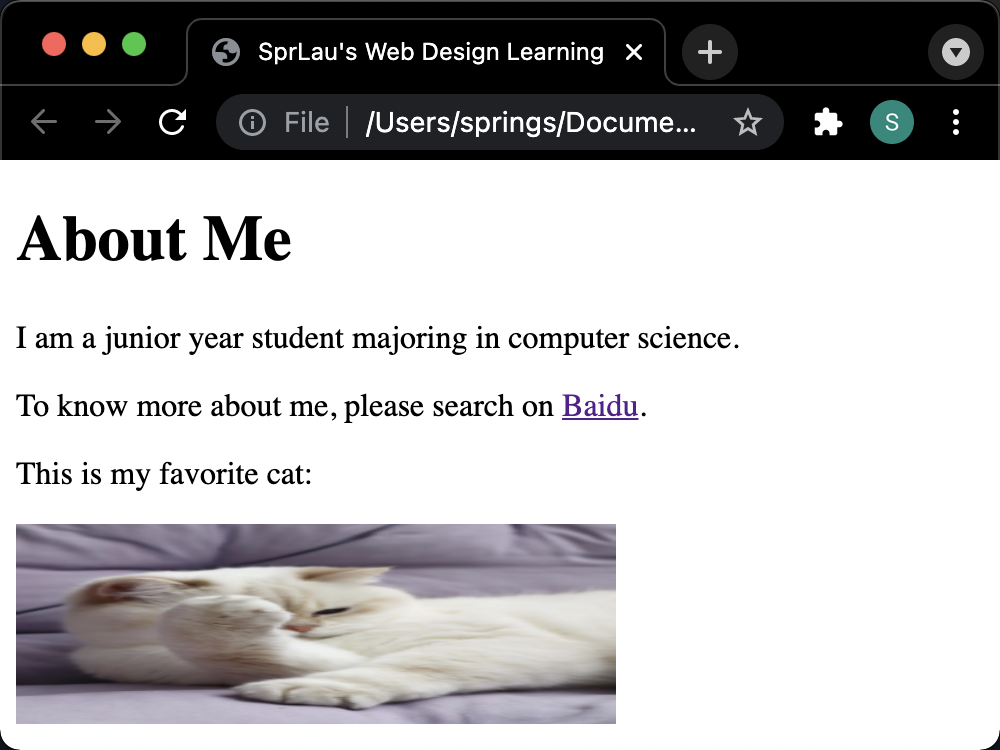 SprLau's Web Design Learning
File /Users/springs/Docume...
S
About Me
I am a junior year student majoring in computer science.
To know more about me, please search on Baidu.
This is my favorite cat: